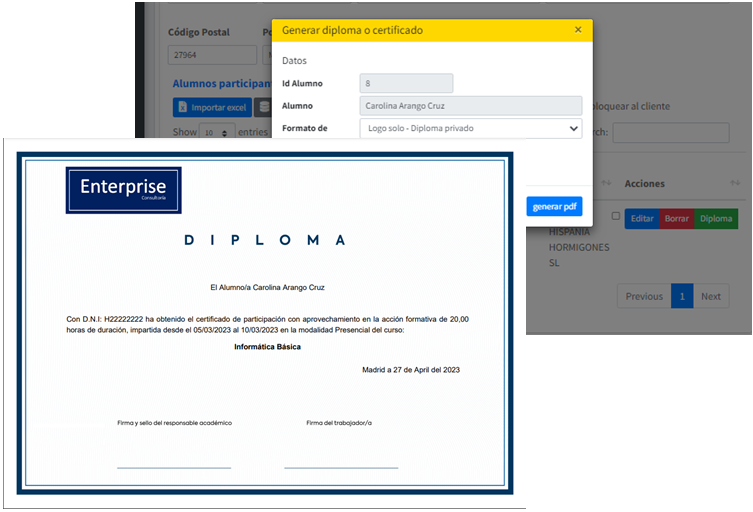 Generar diploma o certificado
×
Código Postal
27964
Datos
Id Alumno
8
Alumnos participan
Alumno
Carolina Arango Cruz
bloquear al cliente
Importar excel
Formato de
Logo solo - Diploma privado
Show 10 entries
rch:
Acciones
generar pdf
Editar Borrar Diploma
HISPANIA
HORMIGONES
SL
Previous 1 Next
Enterprise
Consultoría
DIPLOMA
El Alumno/a Carolina Arango Cruz
Con D.N.I: H22222222 ha obtenido el certificado de participación con aprovechamiento en la acción formativa de 20,00
horas de duración, impartida desde el 05/03/2023 al 10/03/2023 en la modalidad Presencial del curso:
Informática Básica
Madrid a 27 de April del 2023
Firma y sello del responsable académico
Firma del trabajador/a